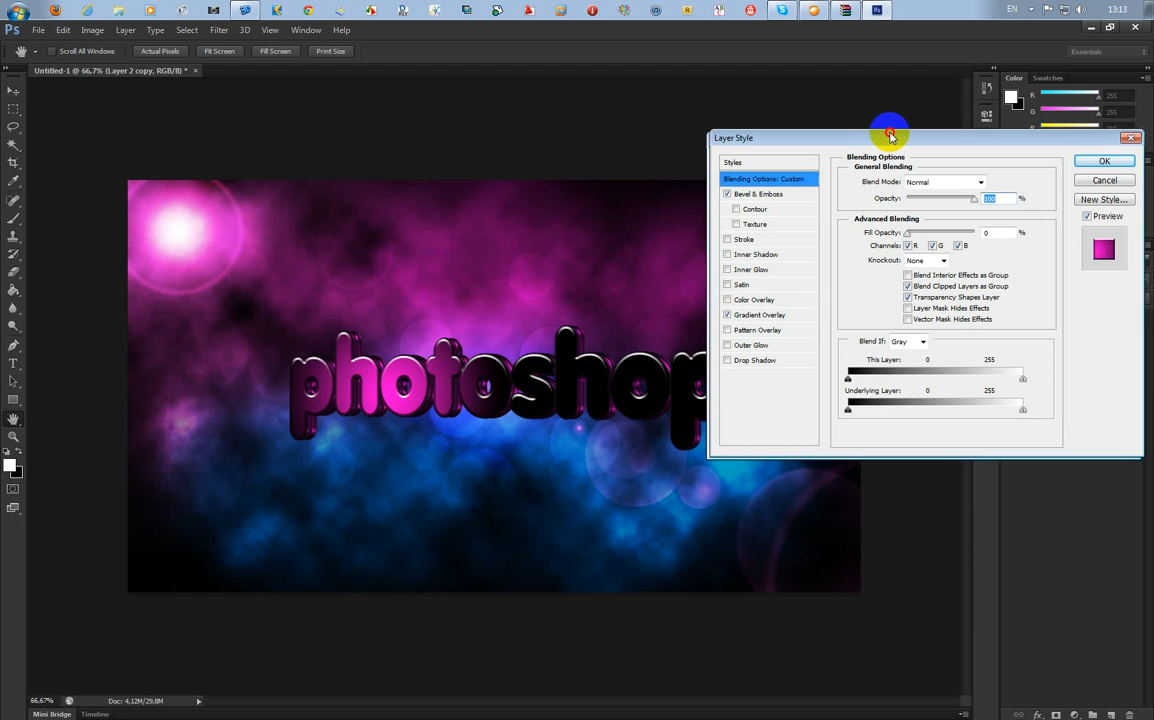 EN 13:13
Ps File Edit Image Layer Type Select Filter 3D View Window Help
Scroll All Windows Actual Pixels Fit Screen Fill Screen Print Size Essentials
Untitled-1 @ 66,7% (Layer 2 copy, RGB/8) * ×
Color Swatches
R 255
255
Layer Style
Styles
Blending Options: Custom
Bevel & Emboss
Contour
Texture
Stroke
Inner Shadow
Inner Glow
Satin
Color Overlay
Gradient Overlay
Pattern Overlay
Outer Glow
Drop Shadow
Blending Options
General Blending
Blend Mode: Normal
Opacity: 100 %
Advanced Blending
Fill Opacity: 0 %
Channels: R G B
Knockout: None
Blend Interior Effects as Group
Blend Clipped Layers as Group
Transparency Shapes Layer
Layer Mask Hides Effects
Vector Mask Hides Effects
Blend If: Gray
This Layer: 0 255
Underlying Layer: 0 255
OK
Cancel
New Style...
Preview
photoshop
66,67% Doc: 4,12M/29,8M
Mini Bridge Timeline